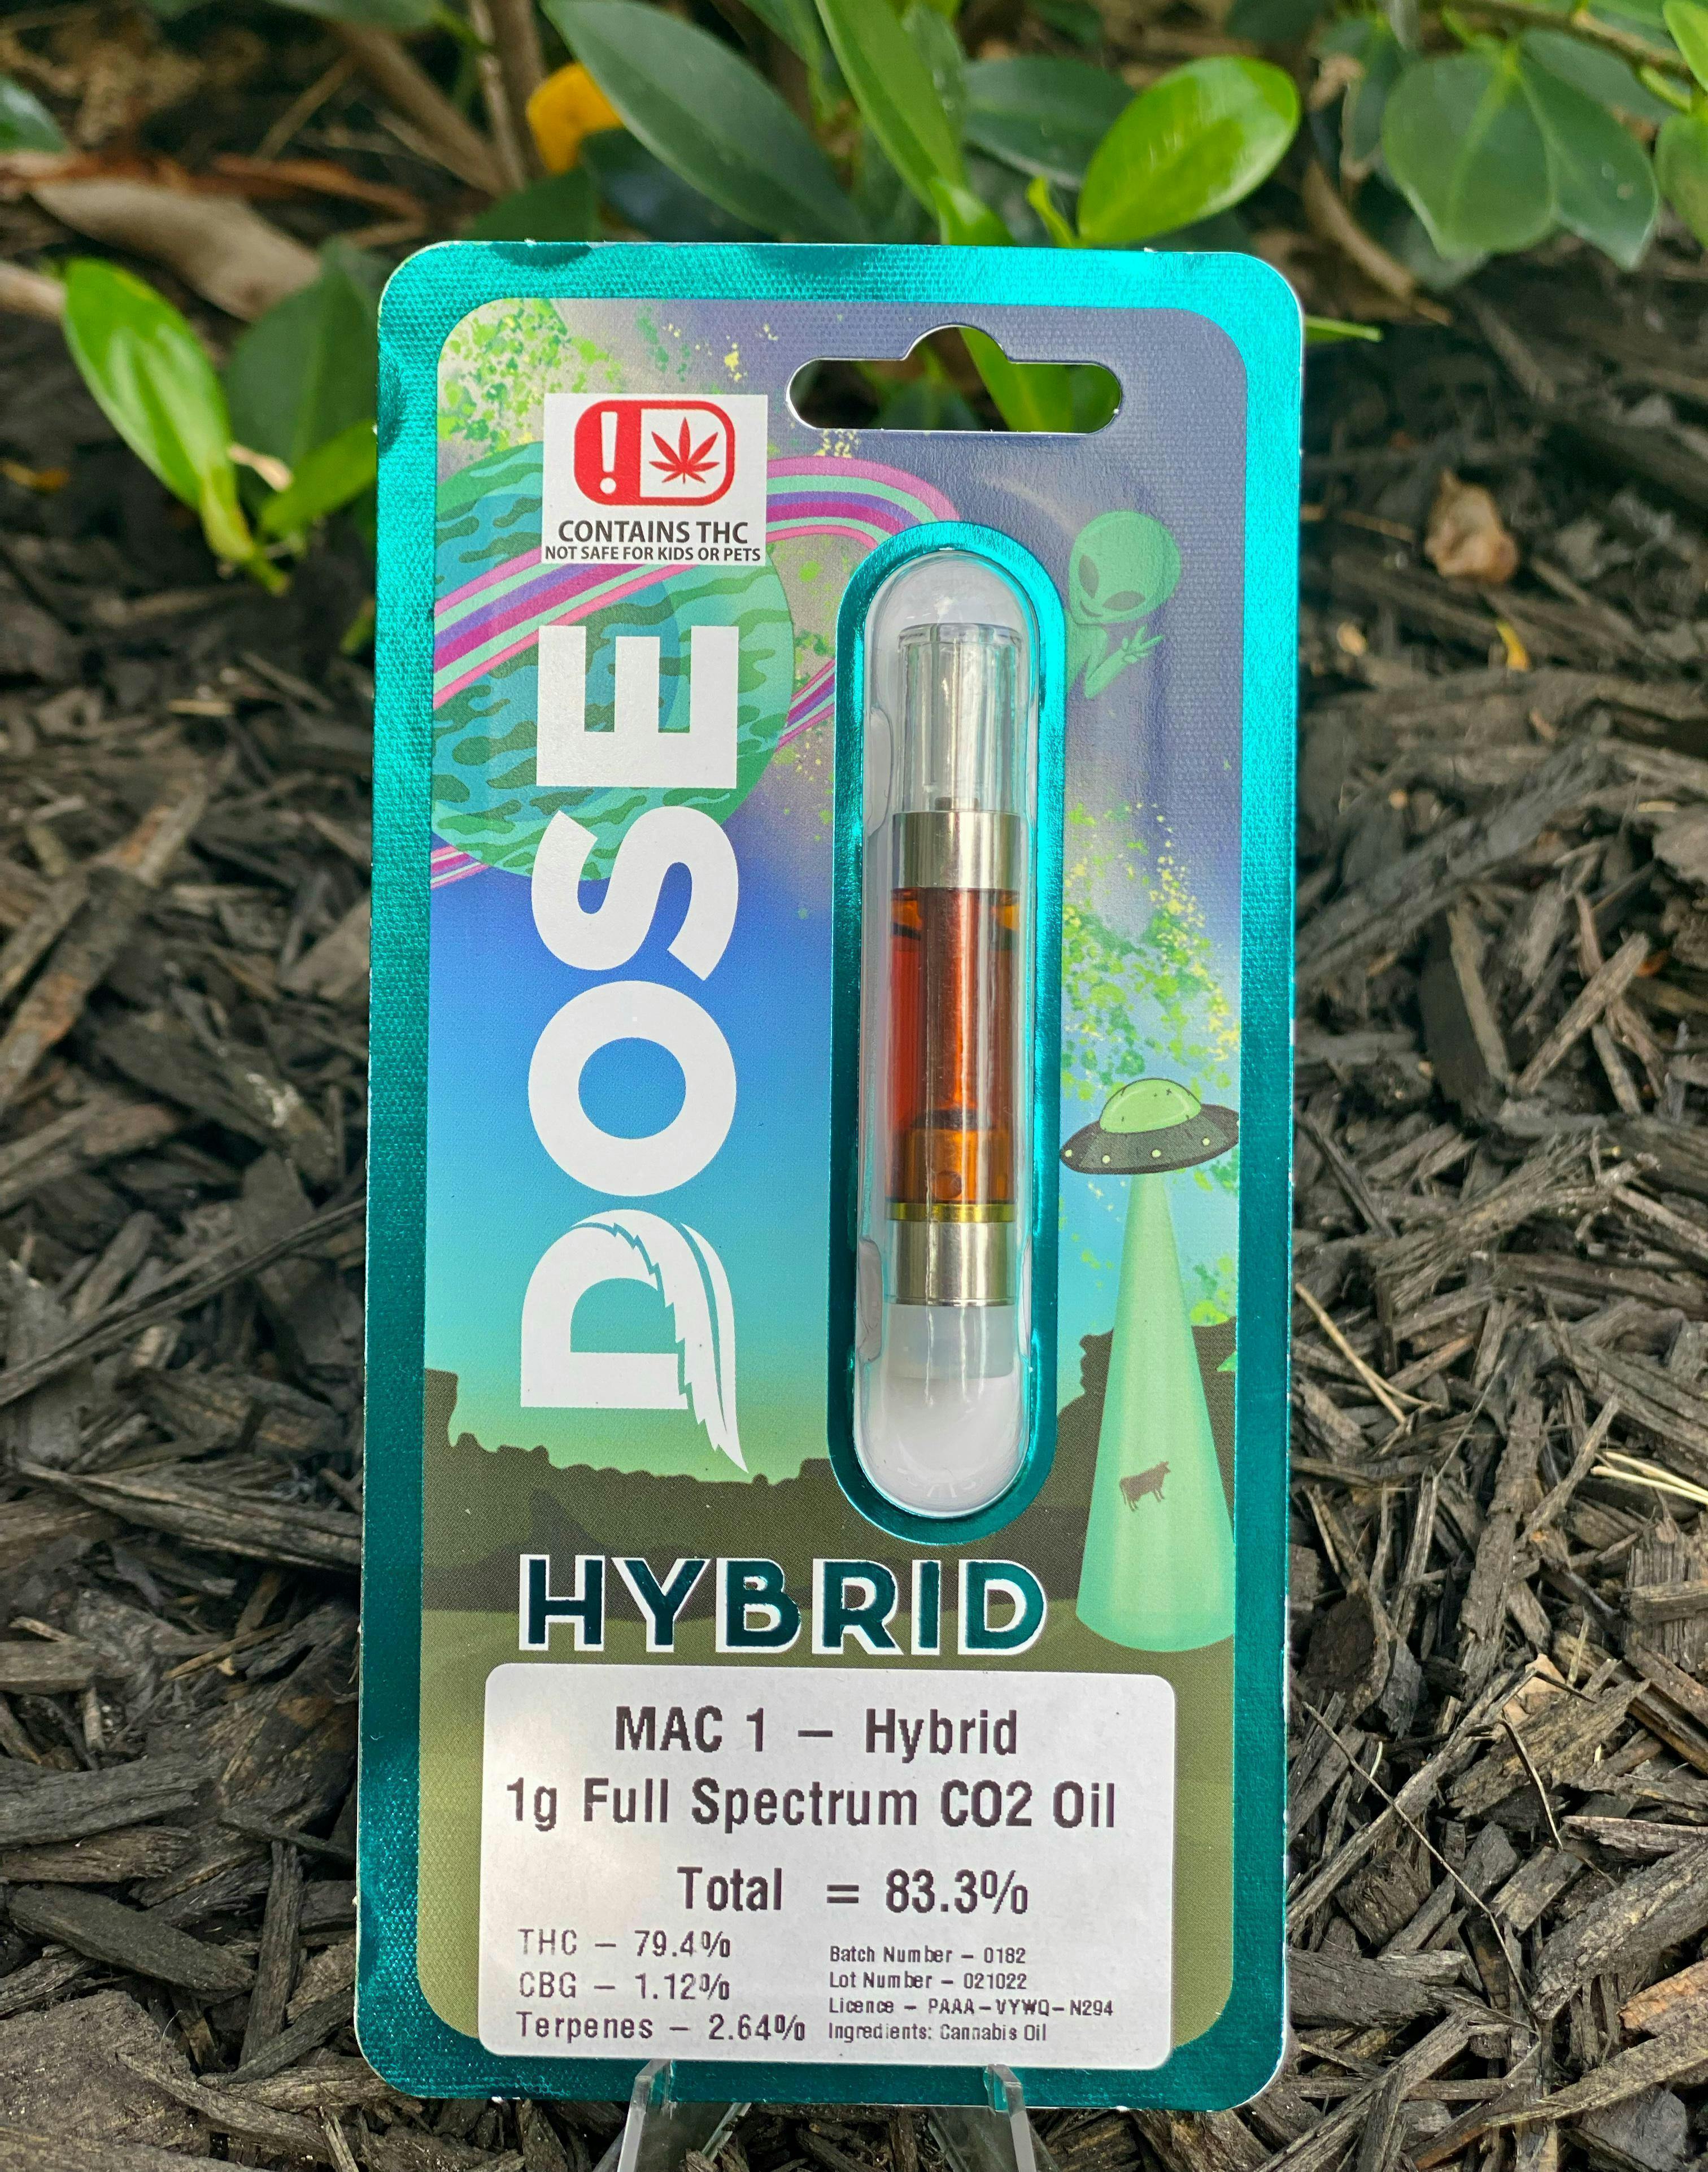 !
CONTAINS THC
NOT SAFE FOR KIDS OR PETS
DOSE
HYBRID
MAC 1 – Hybrid
1g Full Spectrum CO2 Oil
Total = 83.3%
THC – 79.4%
CBG – 1.12%
Terpenes – 2.64%
Batch Number – 0182
Lot Number – 021022
Licence – PAAA-VYWQ-N294
Ingredients: Cannabis Oil